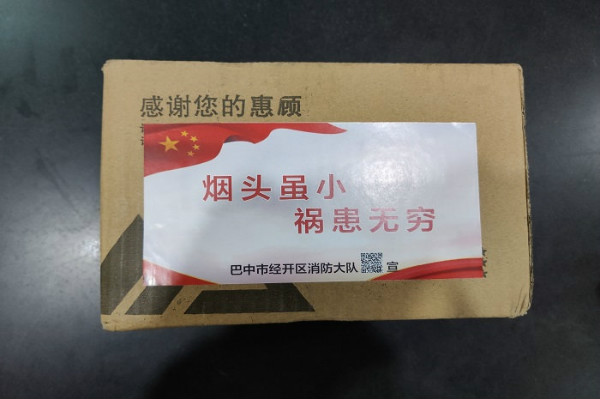 感谢您的惠顾
烟头虽小
祸患无穷
巴中市经开区消防大队 宣